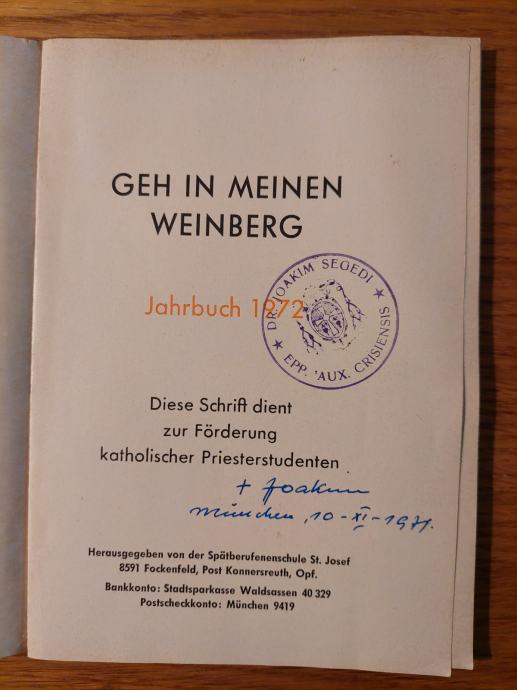 GEH IN MEINEN
WEINBERG
Jahrbuch 1972
★ DR. JOAKIM SEGEDI ★
EPP. AUX. CRISIENSIS
Diese Schrift dient
zur Förderung
katholischer Priesterstudenten
+ Joakim
München, 10-XI-1971.
Herausgegeben von der Spätberufenenschule St. Josef
8591 Fockenfeld, Post Konnersreuth, Opf.
Bankkonto: Stadtsparkasse Waldsassen 40 329
Postscheckkonto: München 9419